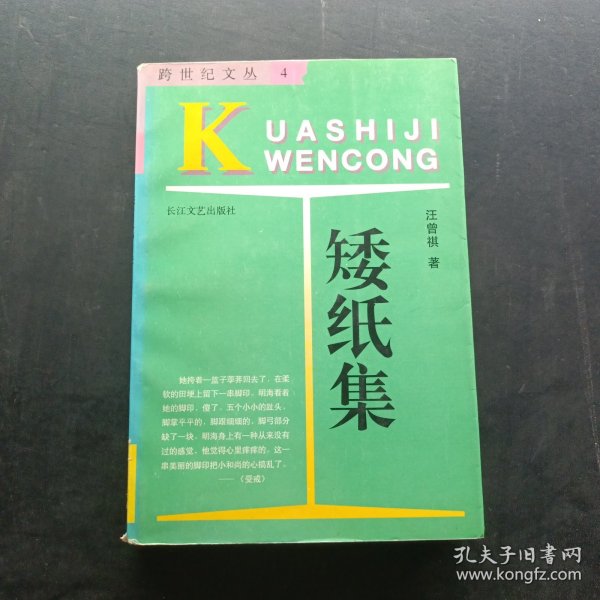 跨世纪文丛 4
KUASHIJI
WENCONG
长江文艺出版社
汪曾祺 著
矮纸集
她挎着一篮子荸荠回去了，在柔
软的田埂上留下一串脚印。明海看着
她的脚印，傻了。五个小小的趾头，
脚掌平平的，脚跟细细的，脚弓部分
缺了一块。明海身上有一种从来没有
过的感觉，他觉得心里痒痒的。这一
串美丽的脚印把小和尚的心搞乱了。
——《受戒》
孔夫子旧书网
www.kongfz.com